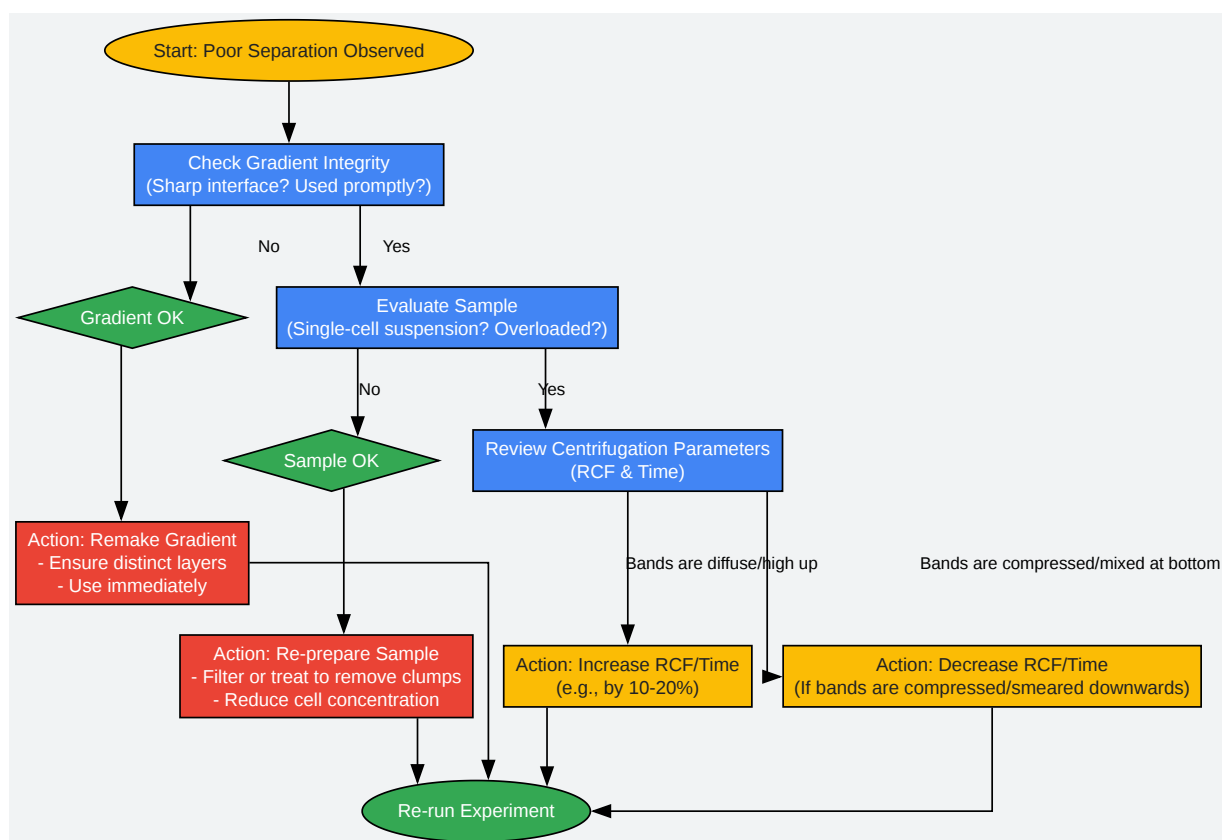 Start: Poor Separation Observed
Check Gradient Integrity
(Sharp interface? Used promptly?)
No
Yes
Gradient OK
Evaluate Sample
(Single-cell suspension? Overloaded?)
No
Yes
Sample OK
Review Centrifugation Parameters
(RCF & Time)
Action: Remake Gradient
- Ensure distinct layers
- Use immediately
Bands are diffuse/high up
Bands are compressed/mixed at bottom
Action: Re-prepare Sample
- Filter or treat to remove clumps
- Reduce cell concentration
Action: Increase RCF/Time
(e.g., by 10-20%)
Action: Decrease RCF/Time
(If bands are compressed/smeared downwards)
Re-run Experiment